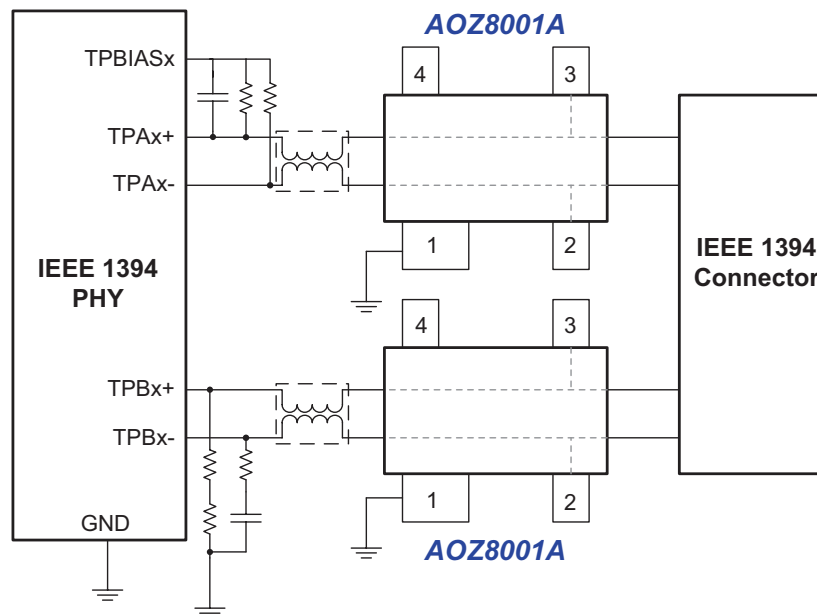 AOZ8001A
TPBIASx
4
3
TPAx+
TPAx-
1
2
IEEE 1394
PHY
IEEE 1394
Connector
4
3
TPBx+
TPBx-
1
2
GND
AOZ8001A